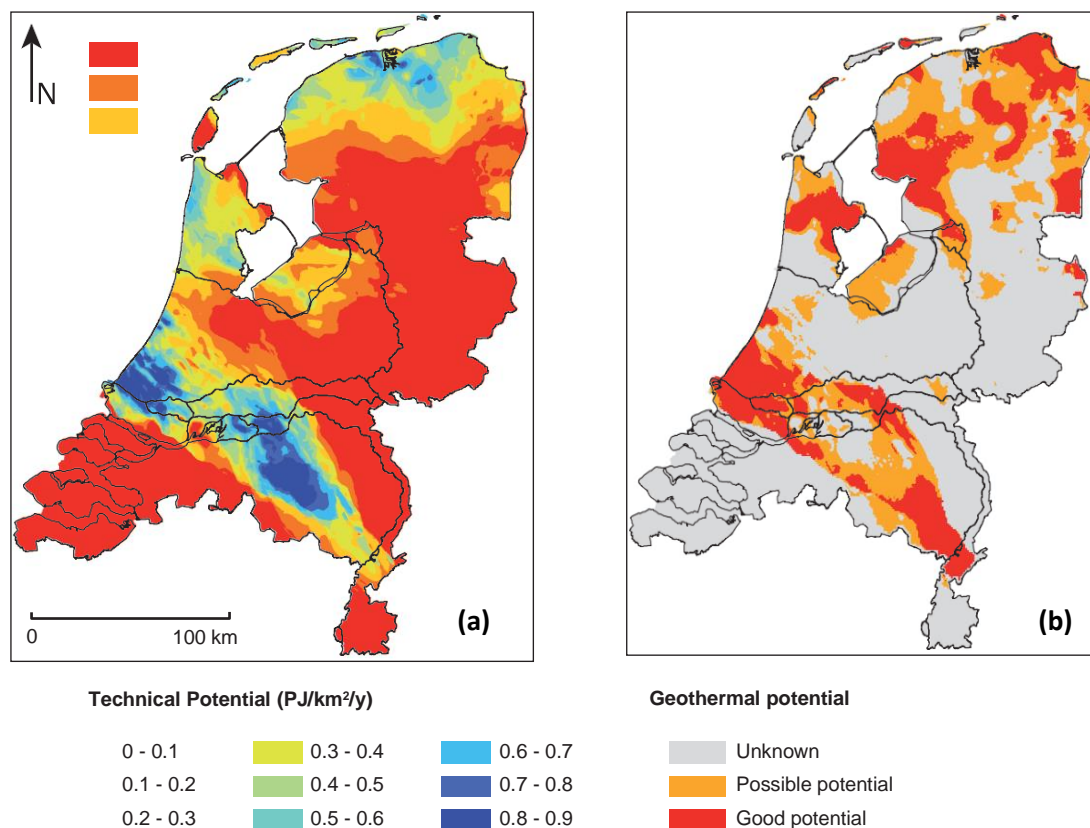 N
0 100 km
(a)
(b)
Technical Potential (PJ/km²/y)
0 - 0.1
0.1 - 0.2
0.2 - 0.3
0.3 - 0.4
0.4 - 0.5
0.5 - 0.6
0.6 - 0.7
0.7 - 0.8
0.8 - 0.9
Geothermal potential
Unknown
Possible potential
Good potential